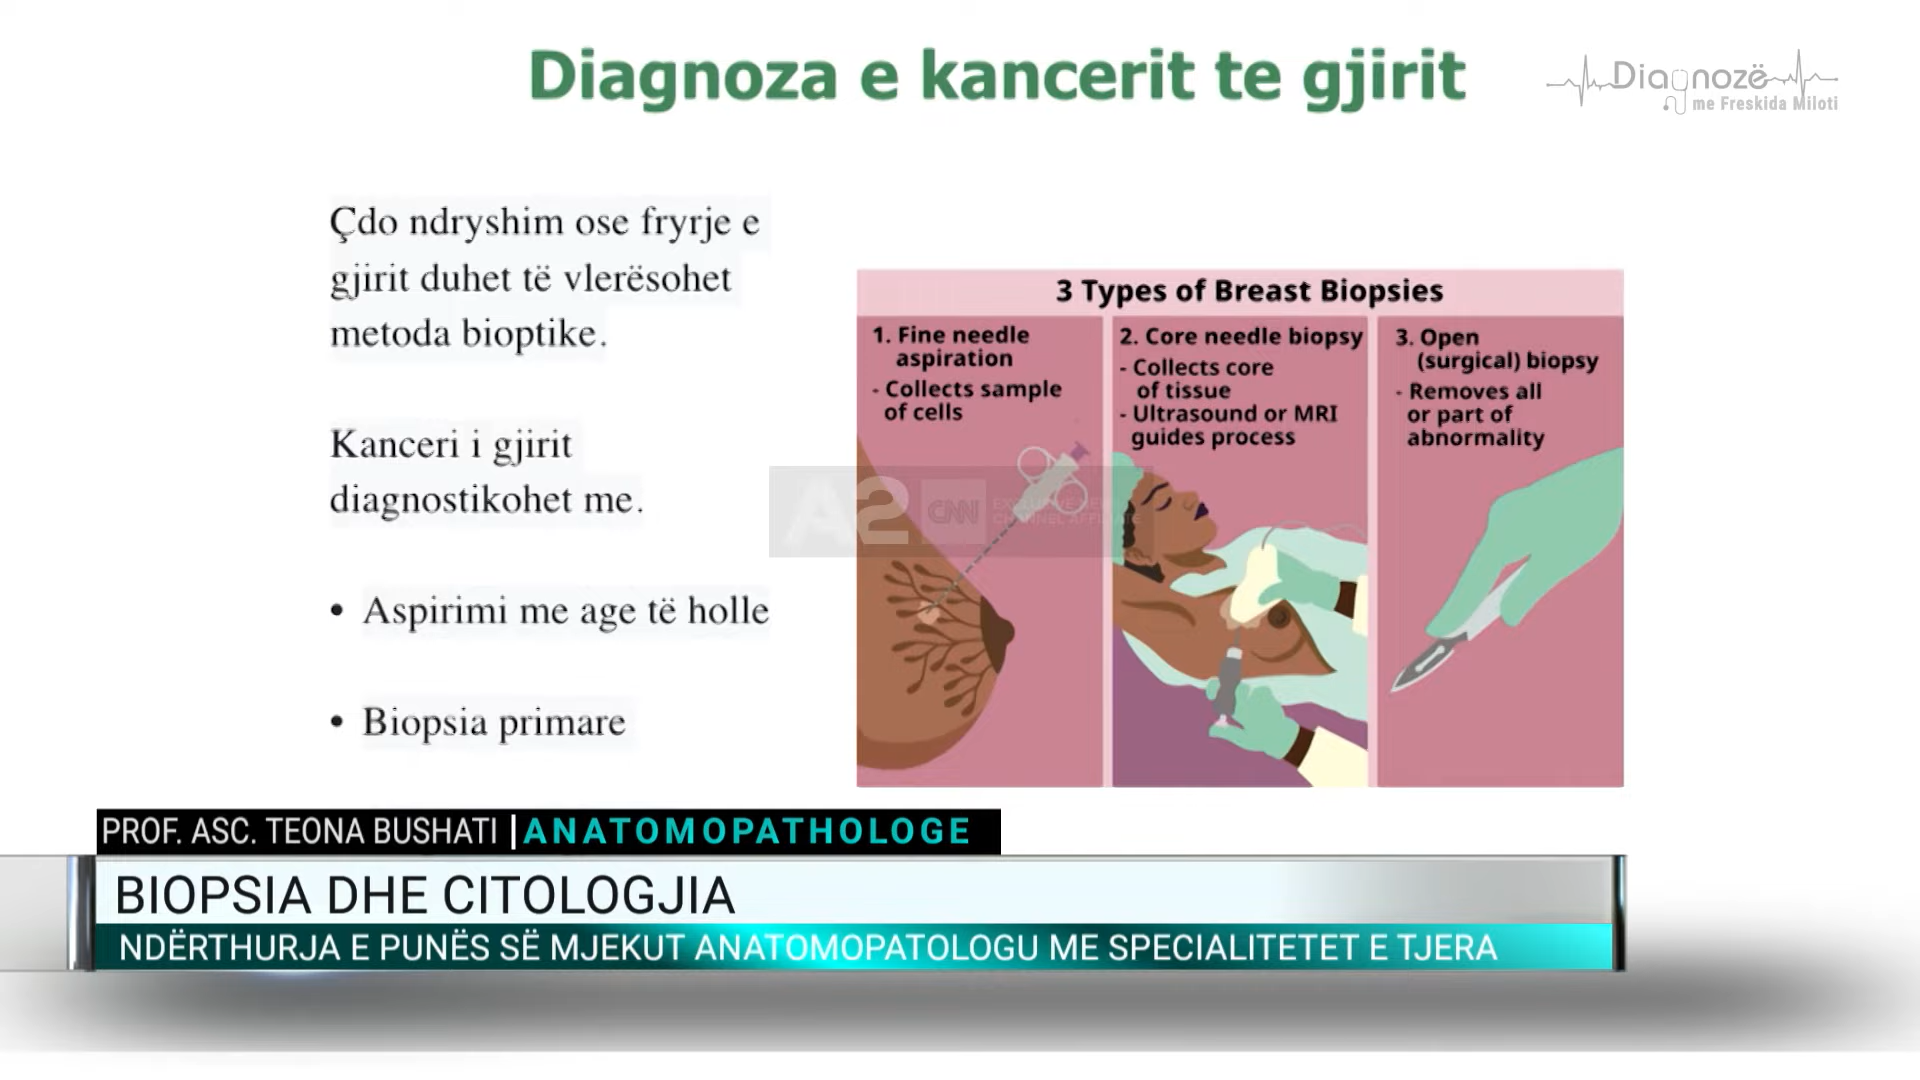 Diagnoza e kancerit te gjirit
Diagnozë
me Freskida Miloti
Çdo ndryshim ose fryrje e
gjirit duhet të vlerësohet
metoda bioptike.
Kanceri i gjirit
diagnostikohet me.
• Aspirimi me age të holle
• Biopsia primare
3 Types of Breast Biopsies
1. Fine needle
aspiration
- Collects sample
of cells
2. Core needle biopsy
- Collects core
of tissue
- Ultrasound or MRI
guides process
3. Open
(surgical) biopsy
- Removes all
or part of
abnormality
A2 CNN
EXCLUSIVE NEWS
CHANNEL AFFILIATE
PROF. ASC. TEONA BUSHATI | ANATOMOPATHOLOGE
BIOPSIA DHE CITOLOGJIA
NDËRTHURJA E PUNËS SË MJEKUT ANATOMOPATOLOGU ME SPECIALITETET E TJERA